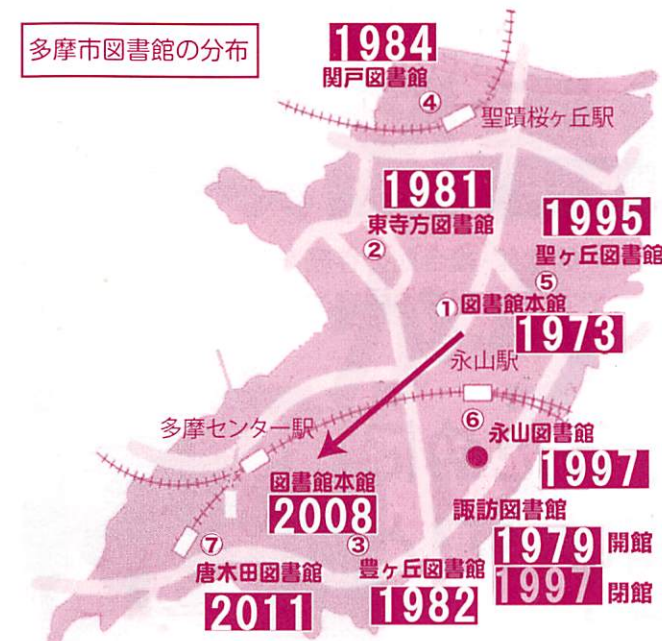 多摩市図書館の分布
1984
関戸図書館
④
聖蹟桜ヶ丘駅
1981
東寺方図書館
②
1995
聖ヶ丘図書館
⑤
①図書館本館
1973
永山駅
⑥
永山図書館
1997
多摩センター駅
図書館本館
2008
諏訪図書館
1979 開館
1997 閉館
⑦
唐木田図書館
2011
③
豊ヶ丘図書館
1982